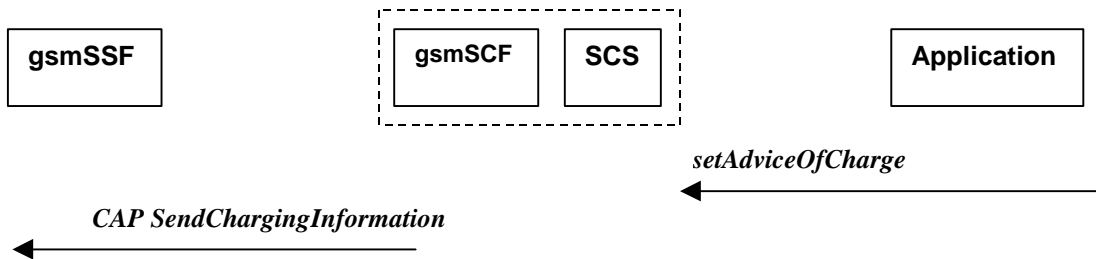 gsmSSF
gsmSCF
SCS
Application
setAdviceOfCharge
CAP SendChargingInformation